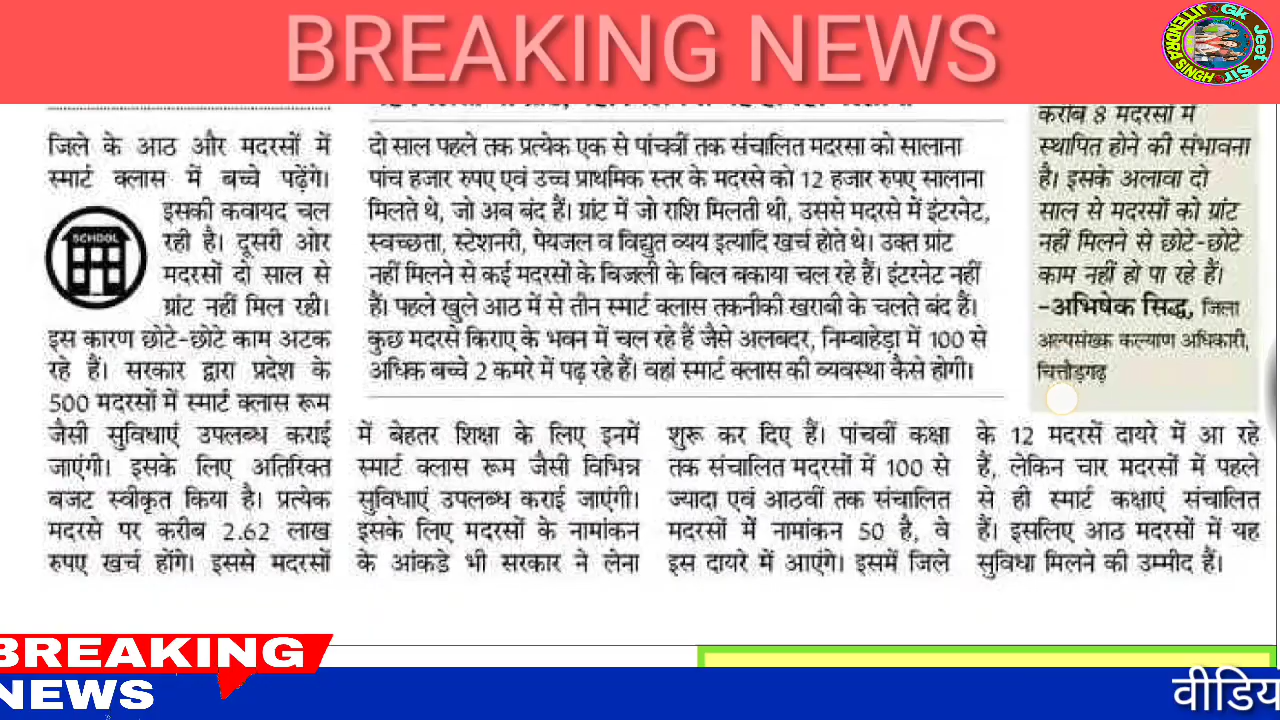 BREAKING NEWS
JITENDRA SINGH
GK Jeet Sir
जिले के आठ और मदरसों में
स्मार्ट क्लास में बच्चे पढ़ेंगे।
SCHOOL
इसकी कवायद चल
रही है। दूसरी ओर
मदरसों दो साल से
ग्रांट नहीं मिल रही।
इस कारण छोटे-छोटे काम अटक
रहे हैं। सरकार द्वारा प्रदेश के
500 मदरसों में स्मार्ट क्लास रूम
जैसी सुविधाएं उपलब्ध कराई
जाएंगी। इसके लिए अतिरिक्त
बजट स्वीकृत किया है। प्रत्येक
मदरसे पर करीब 2.62 लाख
रुपए खर्च होंगे। इससे मदरसों
दो साल पहले तक प्रत्येक एक से पांचवीं तक संचालित मदरसा को सालाना
पांच हजार रुपए एवं उच्च प्राथमिक स्तर के मदरसे को 12 हजार रुपए सालाना
मिलते थे, जो अब बंद हैं। ग्रांट में जो राशि मिलती थी, उससे मदरसे में इंटरनेट,
स्वच्छता, स्टेशनरी, पेयजल व विद्युत व्यय इत्यादि खर्च होते थे। उक्त ग्रांट
नहीं मिलने से कई मदरसों के बिजली के बिल बकाया चल रहे हैं। इंटरनेट नहीं
हैं। पहले खुले आठ में से तीन स्मार्ट क्लास तकनीकी खराबी के चलते बंद हैं।
कुछ मदरसे किराए के भवन में चल रहे हैं जैसे अलबदर, निम्बाहेड़ा में 100 से
अधिक बच्चे 2 कमरे में पढ़ रहे हैं। वहां स्मार्ट क्लास की व्यवस्था कैसे होगी।
में बेहतर शिक्षा के लिए इनमें
स्मार्ट क्लास रूम जैसी विभिन्न
सुविधाएं उपलब्ध कराई जाएंगी।
इसके लिए मदरसों के नामांकन
के आंकडे भी सरकार ने लेना
शुरू कर दिए हैं। पांचवीं कक्षा
तक संचालित मदरसों में 100 से
ज्यादा एवं आठवीं तक संचालित
मदरसों में नामांकन 50 है, वे
इस दायरे में आएंगे। इसमें जिले
के 12 मदरसें दायरे में आ रहे
हैं, लेकिन चार मदरसों में पहले
से ही स्मार्ट कक्षाएं संचालित
हैं। इसलिए आठ मदरसों में यह
सुविधा मिलने की उम्मीद हैं।
करीब 8 मदरसों में
स्थापित होने की संभावना
है। इसके अलावा दो
साल से मदरसों को ग्रांट
नहीं मिलने से छोटे-छोटे
काम नहीं हो पा रहे हैं।
-अभिषेक सिद्ध, जिला
अल्पसंख्यक कल्याण अधिकारी,
चित्तौड़गढ़
BREAKING
NEWS
वीडिय